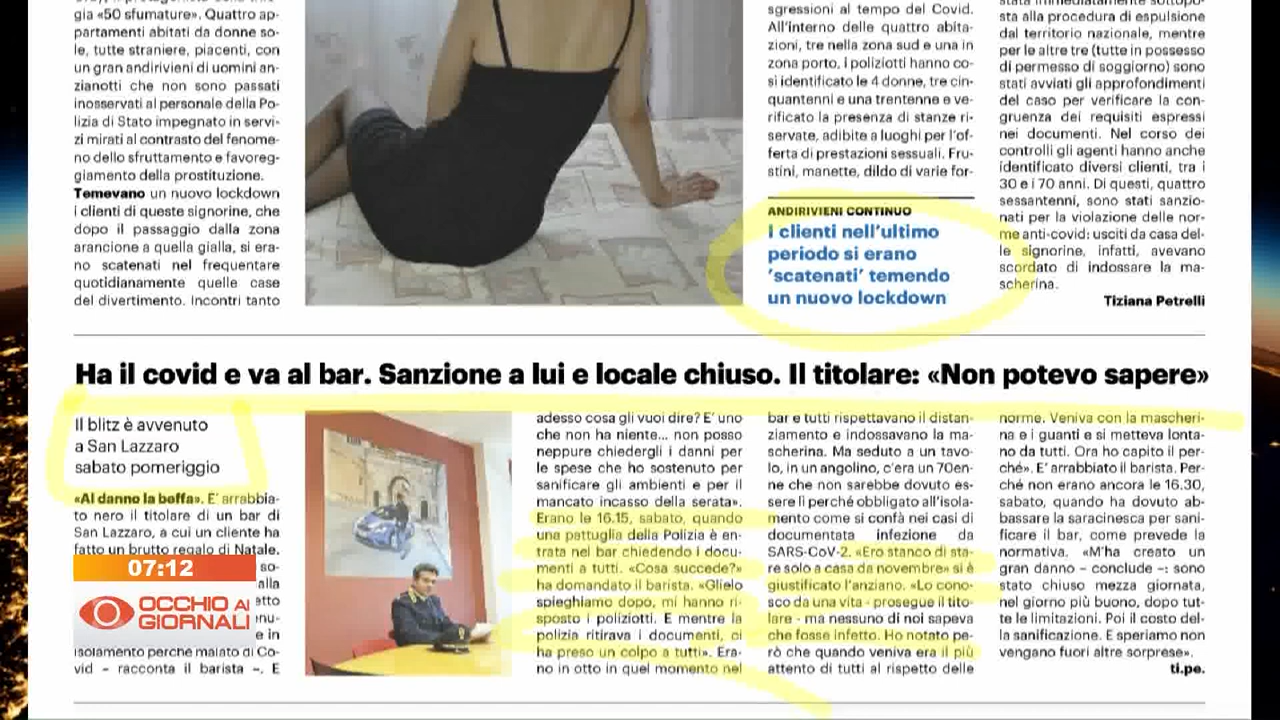 gia «50 sfumature». Quattro ap-
partamenti abitati da donne so-
le, tutte straniere, piacenti, con
un gran andirivieni di uomini an-
zianotti che non sono passati
inosservati al personale della Po-
lizia di Stato impegnato in servi-
zi mirati al contrasto del fenome-
no dello sfruttamento e favoreg-
giamento della prostituzione.
Temevano un nuovo lockdown
i clienti di queste signorine, che
dopo il passaggio dalla zona
arancione a quella gialla, si era-
no scatenati nel frequentare
quotidianamente quelle case
del divertimento. Incontri tanto
sgressioni al tempo del Covid.
All'interno delle quattro abita-
zioni, tre nella zona sud e una in
zona porto, i poliziotti hanno co-
sì identificato le 4 donne, tre cin-
quantenni e una trentenne e ve-
rificato la presenza di stanze ri-
servate, adibite a luoghi per l'of-
ferta di prestazioni sessuali. Fru-
stini, manette, dildo di varie for-
ANDIRIVIENI CONTINUO
I clienti nell'ultimo
periodo si erano
'scatenati' temendo
un nuovo lockdown
sta alla procedura di espulsione
dal territorio nazionale, mentre
per le altre tre (tutte in possesso
di permesso di soggiorno) sono
stati avviati gli approfondimenti
del caso per verificare la con-
gruenza dei requisiti espressi
nei documenti. Nel corso dei
controlli gli agenti hanno anche
identificato diversi clienti, tra i
30 e i 70 anni. Di questi, quattro
sessantenni, sono stati sanzio-
nati per la violazione delle nor-
me anti-covid: usciti da casa del-
le signorine, infatti, avevano
scordato di indossare la ma-
scherina.
Tiziana Petrelli
Ha il covid e va al bar. Sanzione a lui e locale chiuso. Il titolare: «Non potevo sapere»
Il blitz è avvenuto
a San Lazzaro
sabato pomeriggio
«Al danno la beffa». E' arrabbia-
to nero il titolare di un bar di
San Lazzaro, a cui un cliente ha
fatto un brutto regalo di Natale.
so-
alla
etto
nu-
e in
isolamento perché malato di Co-
vid – racconta il barista –. E
07:12
OCCHIO AI
GIORNALI
adesso cosa gli vuoi dire? E' uno
che non ha niente... non posso
neppure chiedergli i danni per
le spese che ho sostenuto per
sanificare gli ambienti e per il
mancato incasso della serata».
Erano le 16.15, sabato, quando
una pattuglia della Polizia è en-
trata nel bar chiedendo i docu-
menti a tutti. «Cosa succede?»
ha domandato il barista. «Glielo
spieghiamo dopo, mi hanno ri-
sposto i poliziotti. E mentre la
polizia ritirava i documenti, ci
ha preso un colpo a tutti». Era-
no in otto in quel momento nel
bar e tutti rispettavano il distan-
ziamento e indossavano la ma-
scherina. Ma seduto a un tavo-
lo, in un angolino, c'era un 70en-
ne che non sarebbe dovuto es-
sere lì perché obbligato all'isola-
mento come si confà nei casi di
documentata infezione da
SARS-CoV-2. «Ero stanco di sta-
re solo a casa da novembre» si è
giustificato l'anziano. «Lo cono-
sco da una vita - prosegue il tito-
lare - ma nessuno di noi sapeva
che fosse infetto. Ho notato pe-
rò che quando veniva era il più
attento di tutti al rispetto delle
norme. Veniva con la mascheri-
na e i guanti e si metteva lonta-
no da tutti. Ora ho capito il per-
ché». E' arrabbiato il barista. Per-
ché non erano ancora le 16.30,
sabato, quando ha dovuto ab-
bassare la saracinesca per sani-
ficare il bar, come prevede la
normativa. «M'ha creato un
gran danno – conclude –: sono
stato chiuso mezza giornata,
nel giorno più buono, dopo tut-
te le limitazioni. Poi il costo del-
la sanificazione. E speriamo non
vengano fuori altre sorprese».
ti.pe.